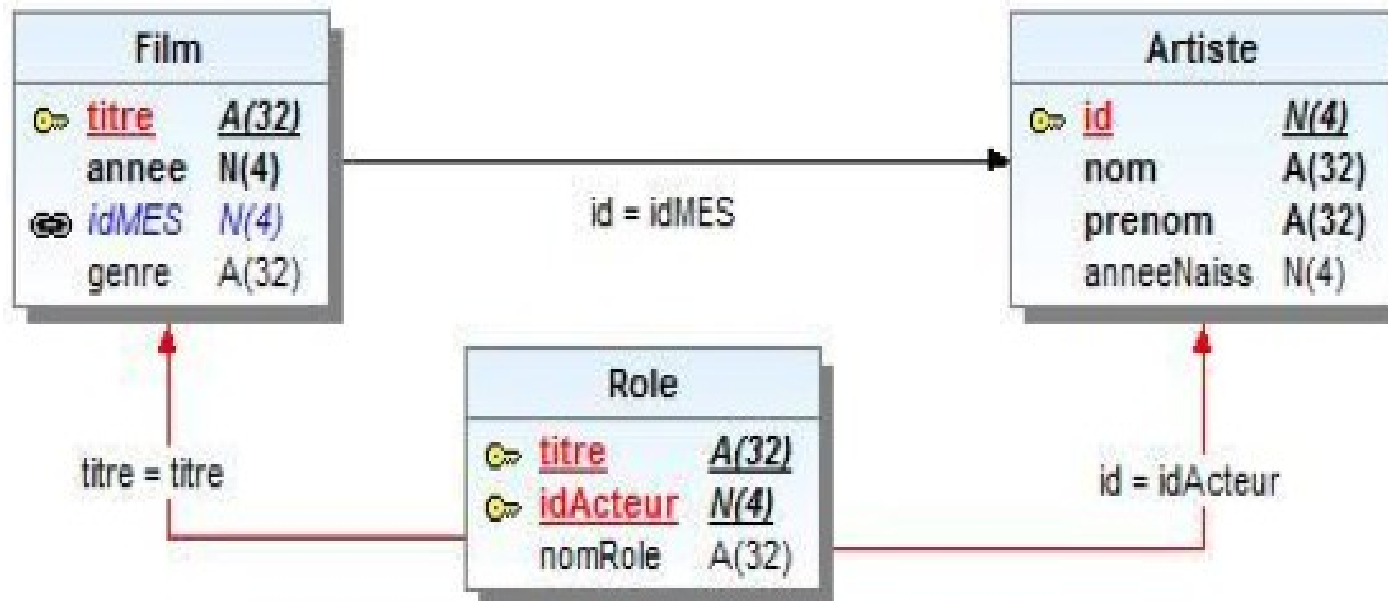 Film
titre A(32)
annee N(4)
idMES N(4)
genre A(32)
id = idMES
Artiste
id N(4)
nom A(32)
prenom A(32)
anneeNaiss N(4)
titre = titre
Role
titre A(32)
idActeur N(4)
nomRole A(32)
id = idActeur